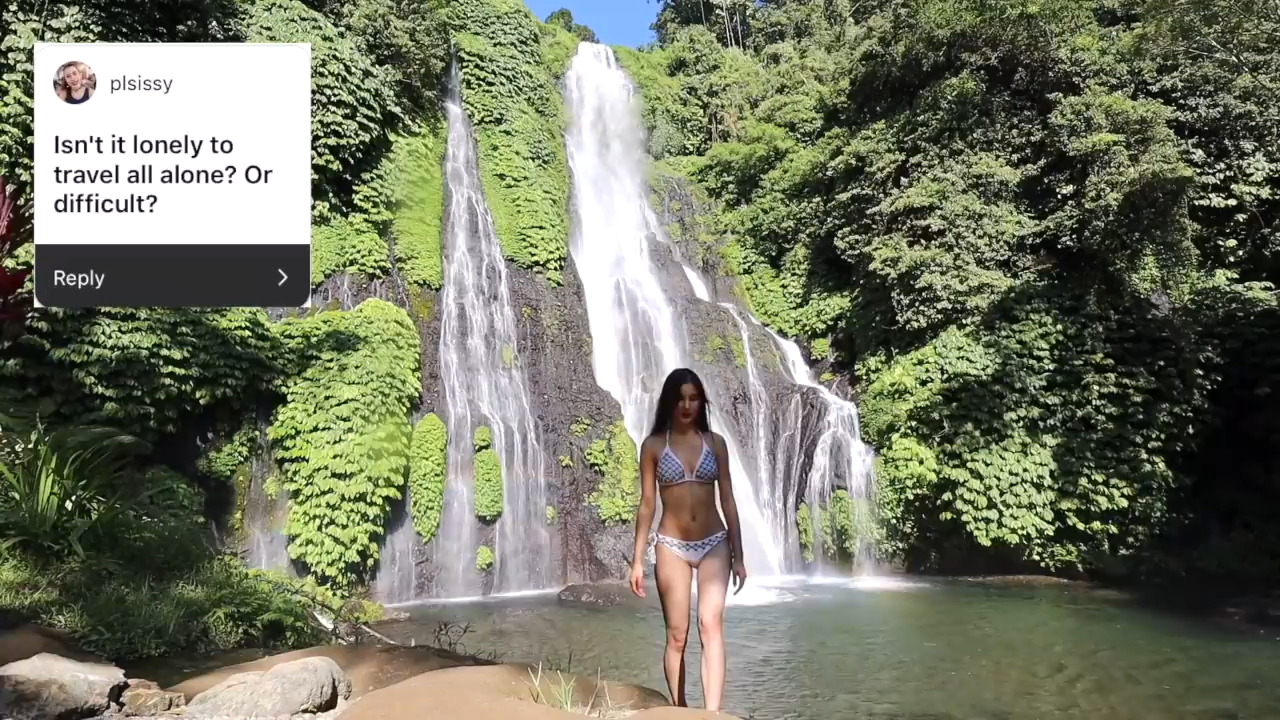 plsissy
Isn't it lonely to
travel all alone? Or
difficult?
Reply